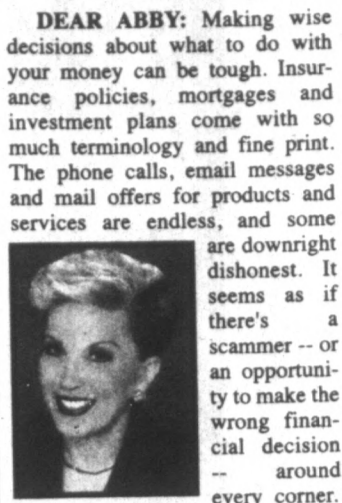 DEAR ABBY: Making wise
decisions about what to do with
your money can be tough. Insur-
ance policies, mortgages and
investment plans come with so
much terminology and fine print.
The phone calls, email messages
and mail offers for products and
services are endless, and some
are downright
dishonest. It
seems as if
there's a
scammer -- or
an opportuni-
ty to make the
wrong finan-
cial decision
-- around
every corner.